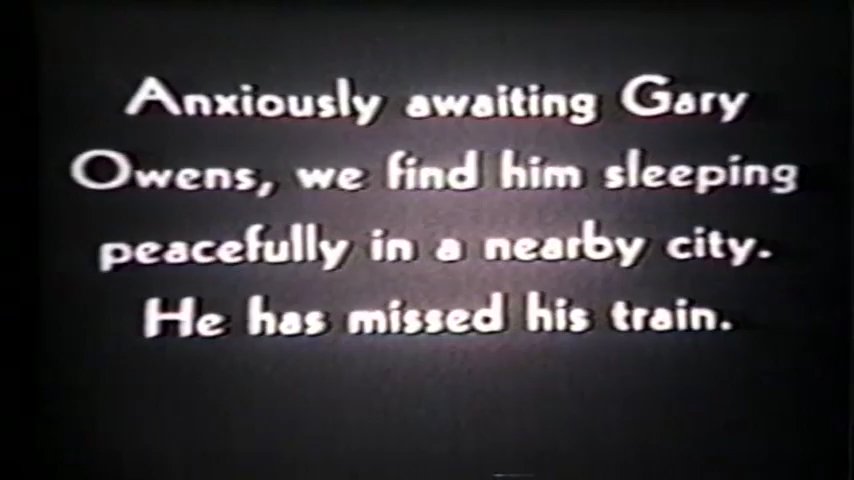 Anxiously awaiting Gary
Owens, we find him sleeping
peacefully in a nearby city.
He has missed his train.